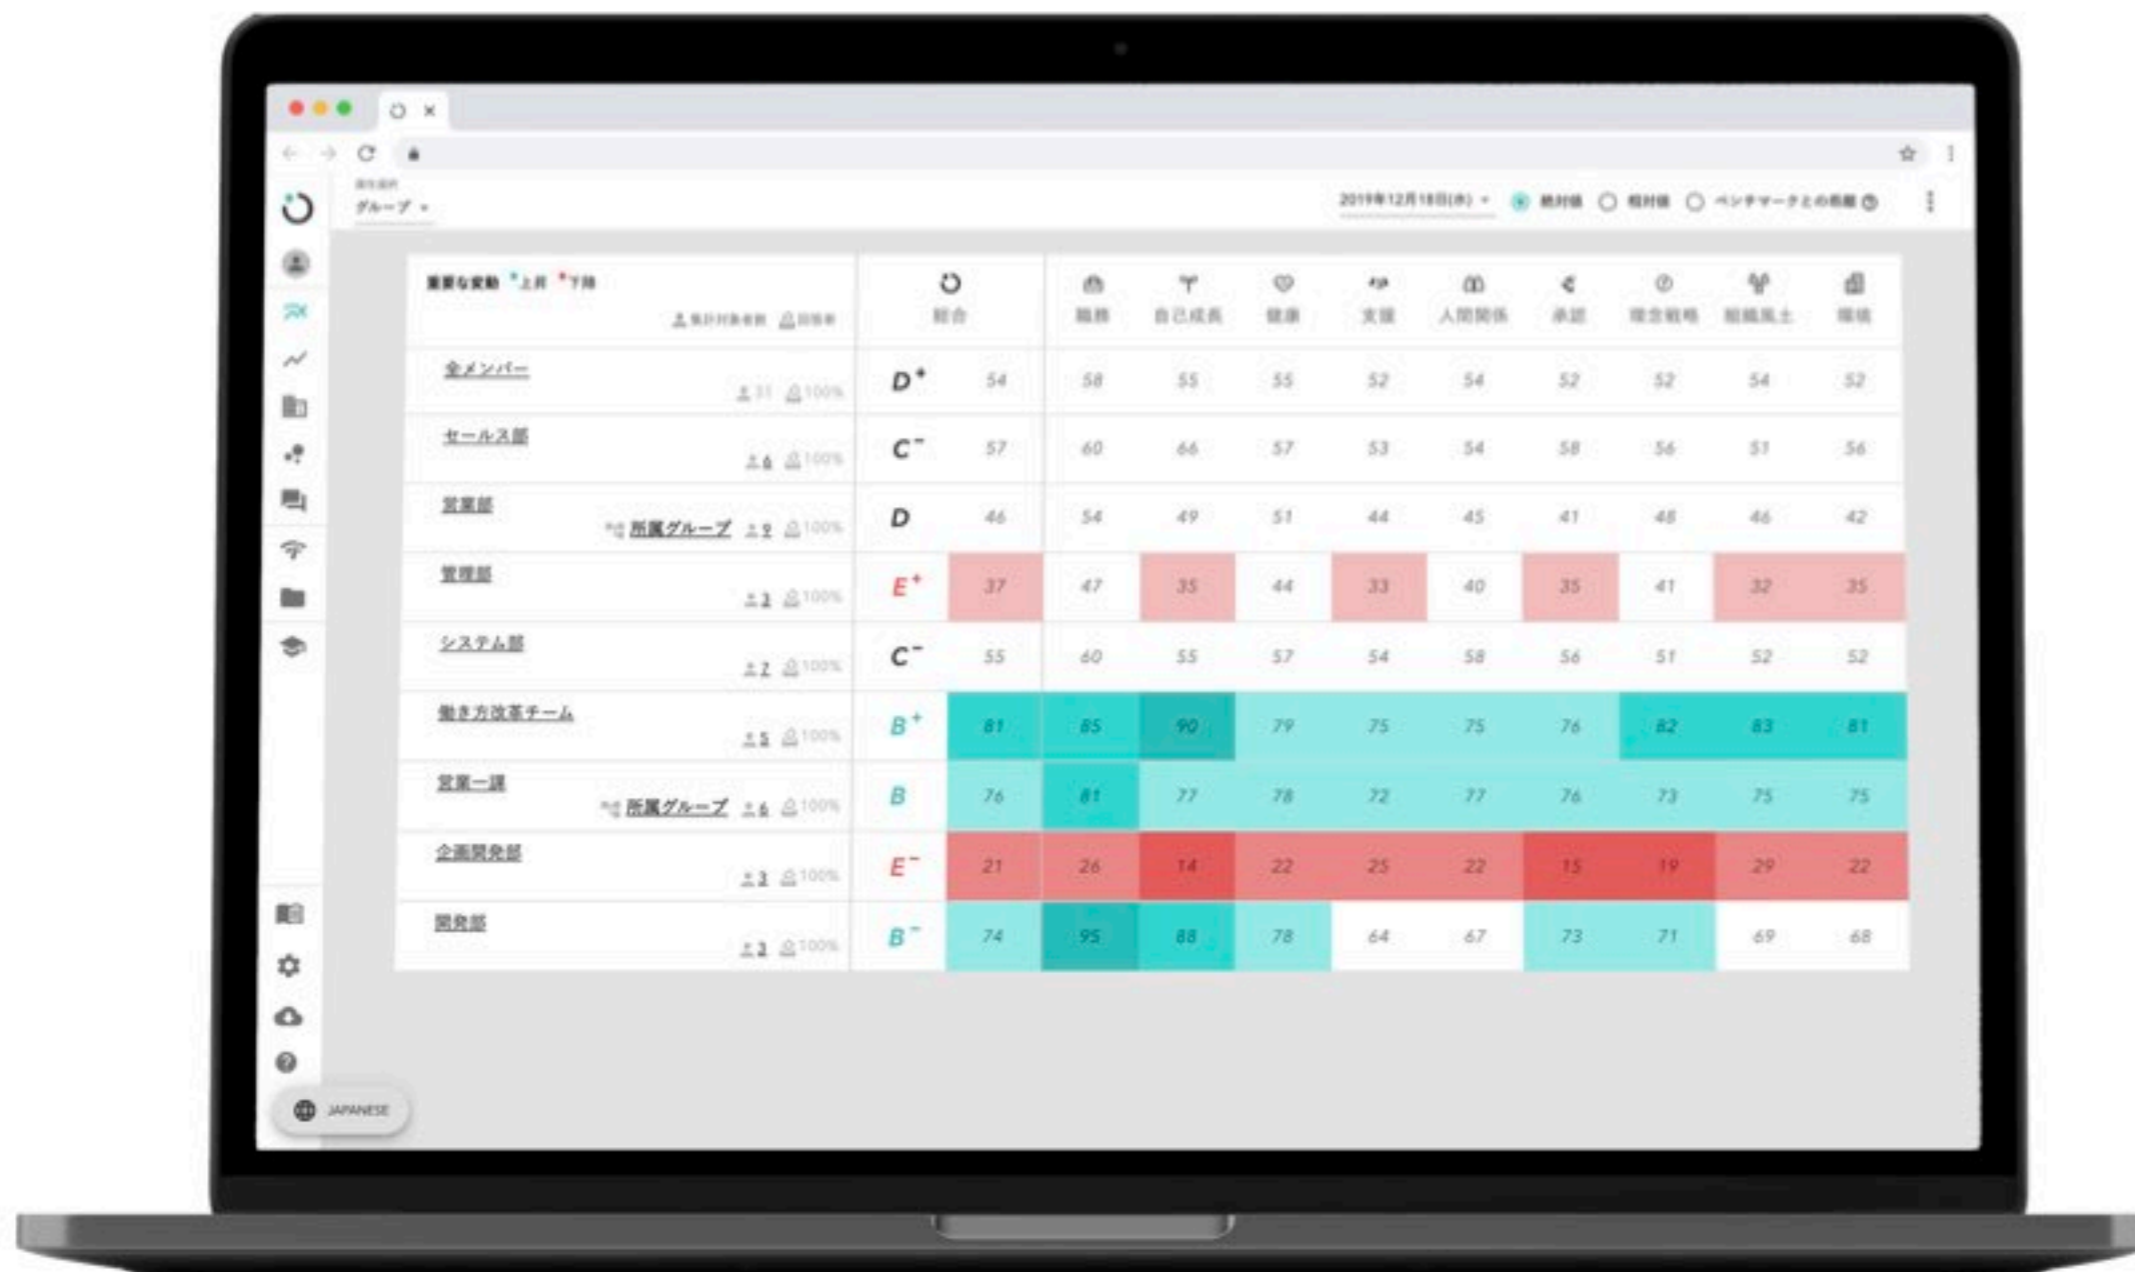 グループ
2019年12月18日(水) 絶対値 相対値 ベンチマークとの乖離
重要な変動 上昇 下降
集計対象者数 回答率
総合 職務 自己成長 健康 支援 人間関係 承認 理念戦略 組織風土 環境
全メンバー 31 100% D+ 54 58 55 55 52 54 52 52 54 52
セールス部 6 100% C- 57 60 66 57 53 54 58 56 51 56
営業部 所属グループ 9 100% D 46 54 49 51 44 45 41 48 46 42
管理部 3 100% E+ 37 47 35 44 33 40 35 41 32 35
システム部 7 100% C- 55 60 55 57 54 58 56 51 52 52
働き方改革チーム 5 100% B+ 81 85 90 79 75 75 76 82 83 81
営業一課 所属グループ 6 100% B 76 81 77 78 72 77 76 73 75 75
企画開発部 3 100% E- 21 26 14 22 25 22 15 19 29 22
開発部 3 100% B- 74 95 88 78 64 67 73 71 69 68
JAPANESE